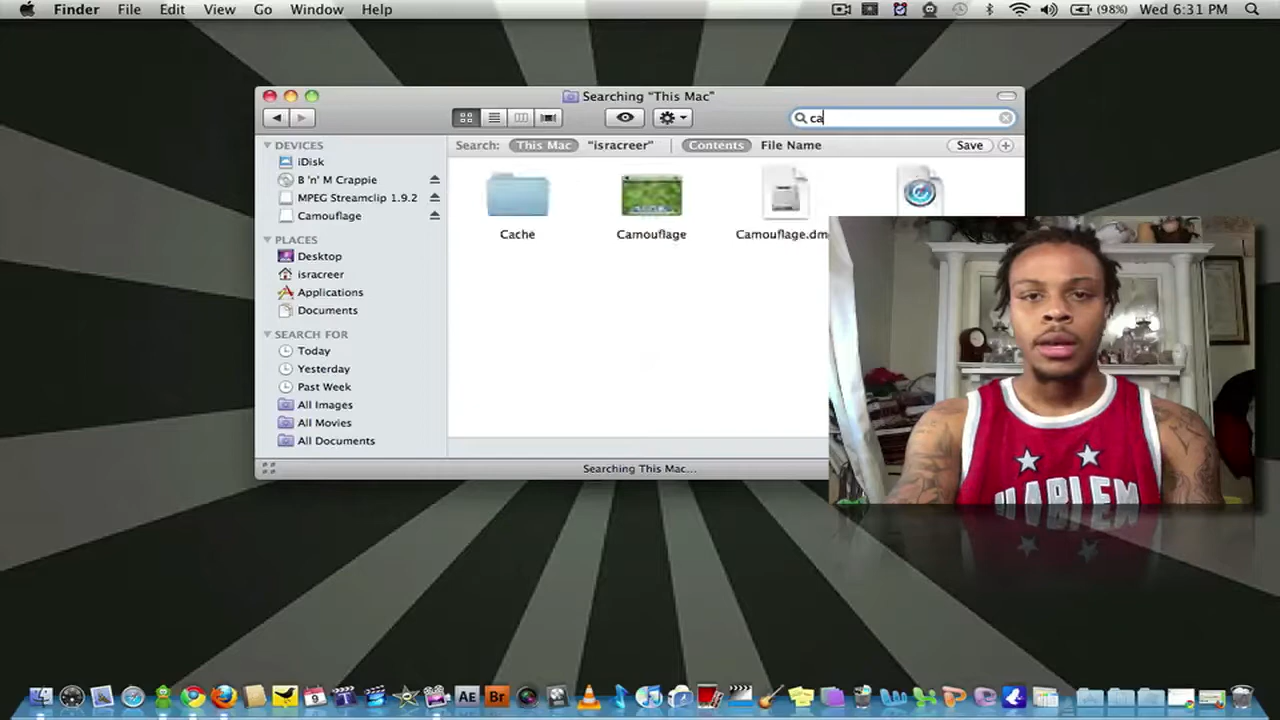 Finder File Edit View Go Window Help (98%) Wed 6:31 PM
Searching "This Mac"
ca
Search: This Mac "isracreer" Contents File Name Save
DEVICES
iDisk
B 'n' M Crappie
MPEG Streamclip 1.9.2
Camouflage
PLACES
Desktop
isracreer
Applications
Documents
SEARCH FOR
Today
Yesterday
Past Week
All Images
All Movies
All Documents
Cache Camouflage Camouflage.dm
Searching This Mac...
HARLEM
9 AE Br